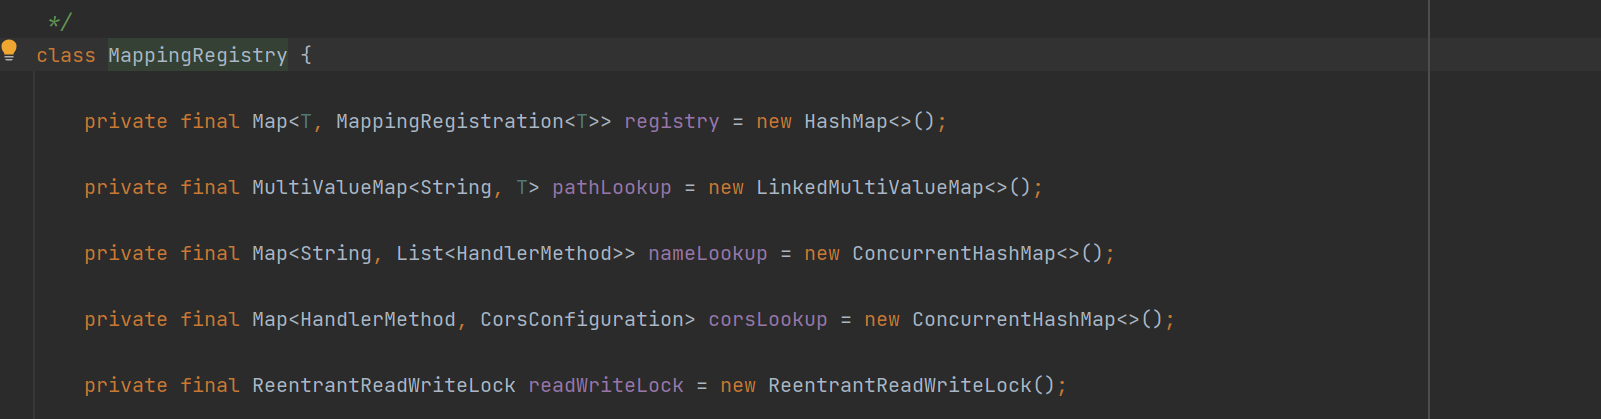 */
class MappingRegistry {
private final Map<T, MappingRegistration<T>> registry = new HashMap<>();
private final MultiValueMap<String, T> pathLookup = new LinkedMultiValueMap<>();
private final Map<String, List<HandlerMethod>> nameLookup = new ConcurrentHashMap<>();
private final Map<HandlerMethod, CorsConfiguration> corsLookup = new ConcurrentHashMap<>();
private final ReentrantReadWriteLock readWriteLock = new ReentrantReadWriteLock();